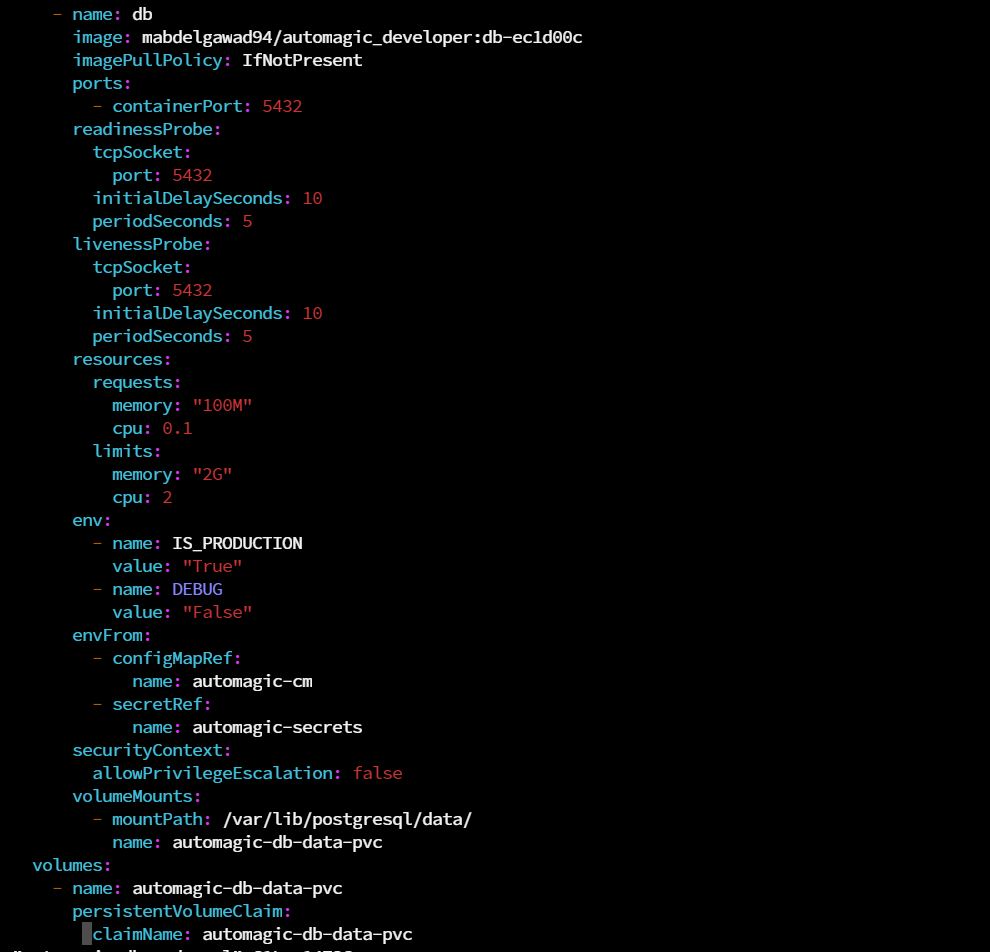 - name: db
image: mabdelgawad94/automagic_developer:db-ec1d00c
imagePullPolicy: IfNotPresent
ports:
- containerPort: 5432
readinessProbe:
tcpSocket:
port: 5432
initialDelaySeconds: 10
periodSeconds: 5
livenessProbe:
tcpSocket:
port: 5432
initialDelaySeconds: 10
periodSeconds: 5
resources:
requests:
memory: "100M"
cpu: 0.1
limits:
memory: "2G"
cpu: 2
env:
- name: IS_PRODUCTION
value: "True"
- name: DEBUG
value: "False"
envFrom:
- configMapRef:
name: automagic-cm
- secretRef:
name: automagic-secrets
securityContext:
allowPrivilegeEscalation: false
volumeMounts:
- mountPath: /var/lib/postgresql/data/
name: automagic-db-data-pvc
volumes:
- name: automagic-db-data-pvc
persistentVolumeClaim:
claimName: automagic-db-data-pvc